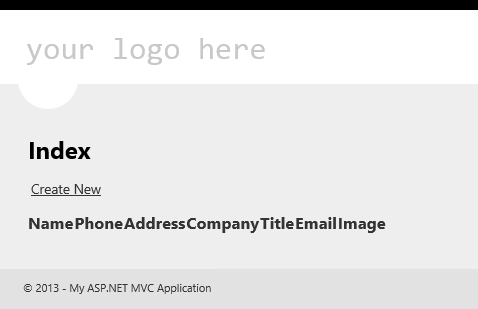 your logo here
Index
Create New
NamePhoneAddressCompanyTitleEmailImage
© 2013 - My ASP.NET MVC Application